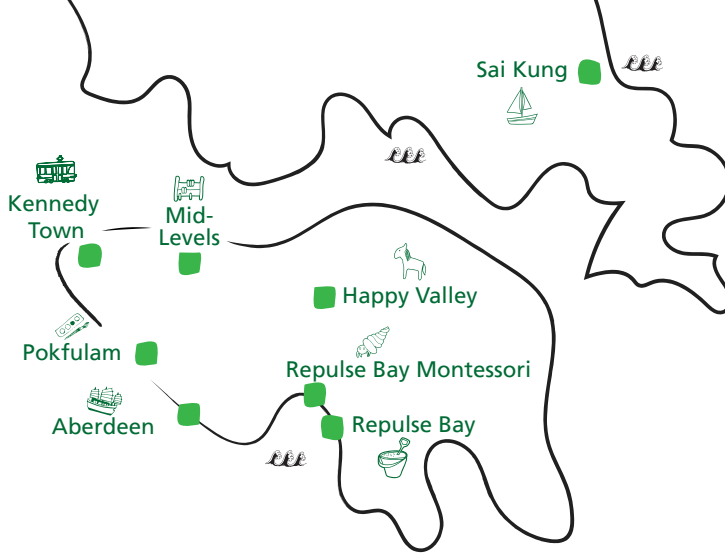 Sai Kung
Kennedy
Town
Mid-
Levels
Happy Valley
Pokfulam
Repulse Bay Montessori
Aberdeen
Repulse Bay